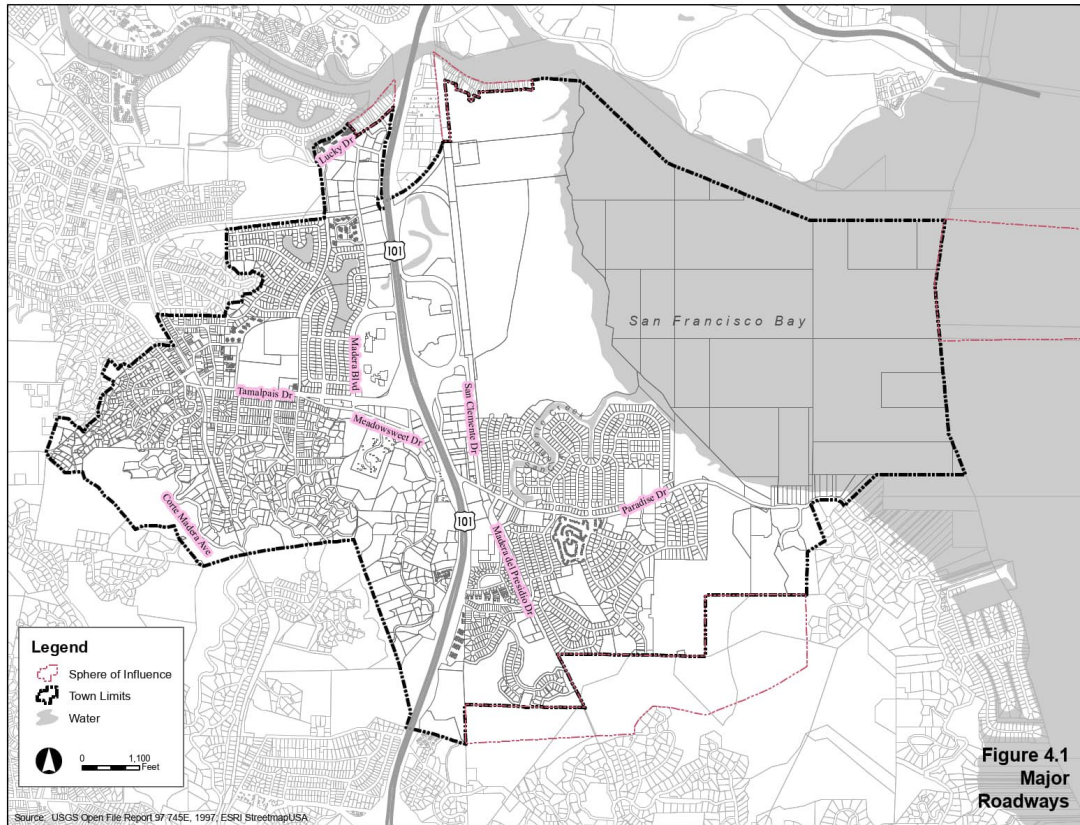 Lucky Dr
101
San Francisco Bay
Madera Blvd
Tamalpais Dr
San Clemente Dr
Meadowsweet Dr
Paradise Dr
101
Corte Madera Ave
Madera del Presidio Dr
Legend
Sphere of Influence
Town Limits
Water
0 1,100
Feet
Figure 4.1
Major
Roadways
Source: USGS Open File Report 97 745E, 1997; ESRI StreetmapUSA